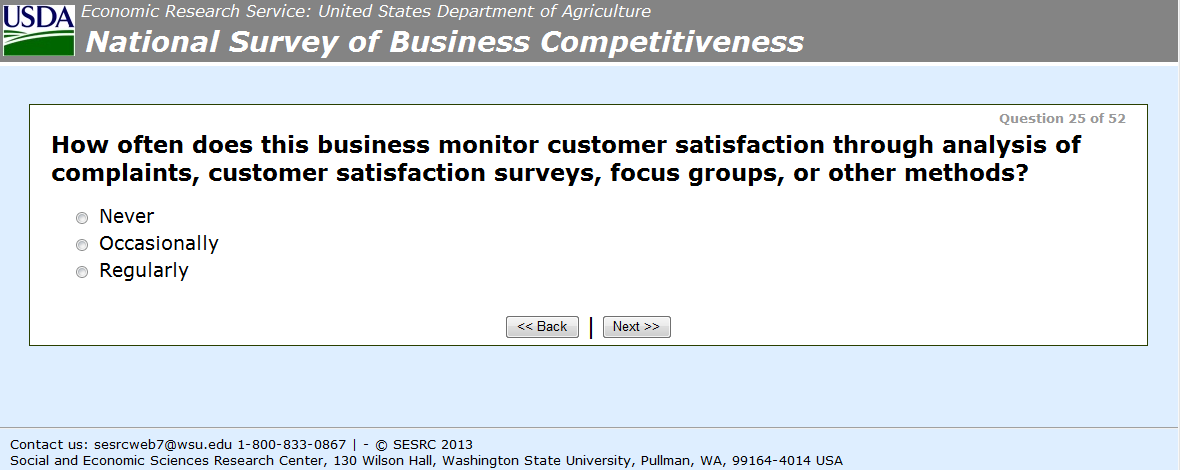 USDA
Economic Research Service: United States Department of Agriculture
National Survey of Business Competitiveness
Question 25 of 52
How often does this business monitor customer satisfaction through analysis of
complaints, customer satisfaction surveys, focus groups, or other methods?
Never
Occasionally
Regularly
<< Back | Next >>
Contact us: sesrcweb7@wsu.edu 1-800-833-0867 | - © SESRC 2013
Social and Economic Sciences Research Center, 130 Wilson Hall, Washington State University, Pullman, WA, 99164-4014 USA